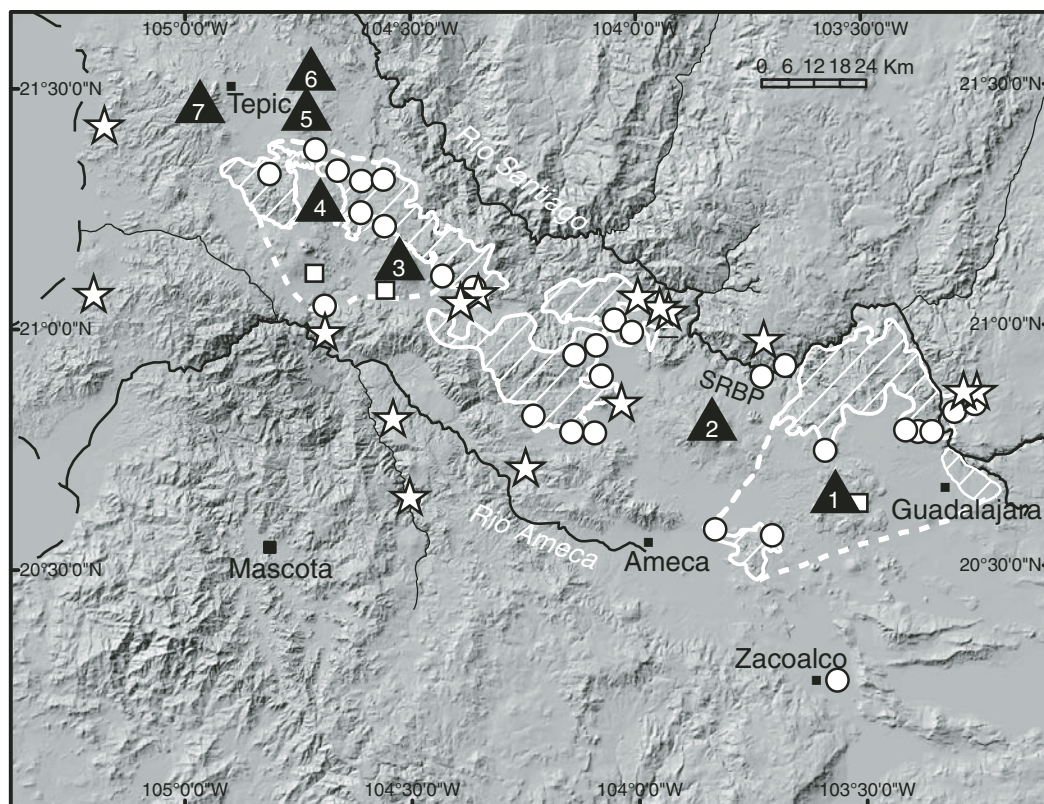 105°0'0"W
104°30'0"W
104°0'0"W
103°30'0"W
21°30'0"N
0 6 12 18 24 Km
21°30'0"N
6
7
Tepic
5
Río Santiago
4
3
21°0'0"N
21°0'0"N
SRBP
2
1
Guadalajara
Río Ameca
Mascota
Ameca
20°30'0"N
20°30'0"N
Zacoalco
105°0'0"W
104°30'0"W
104°0'0"W
103°30'0"W